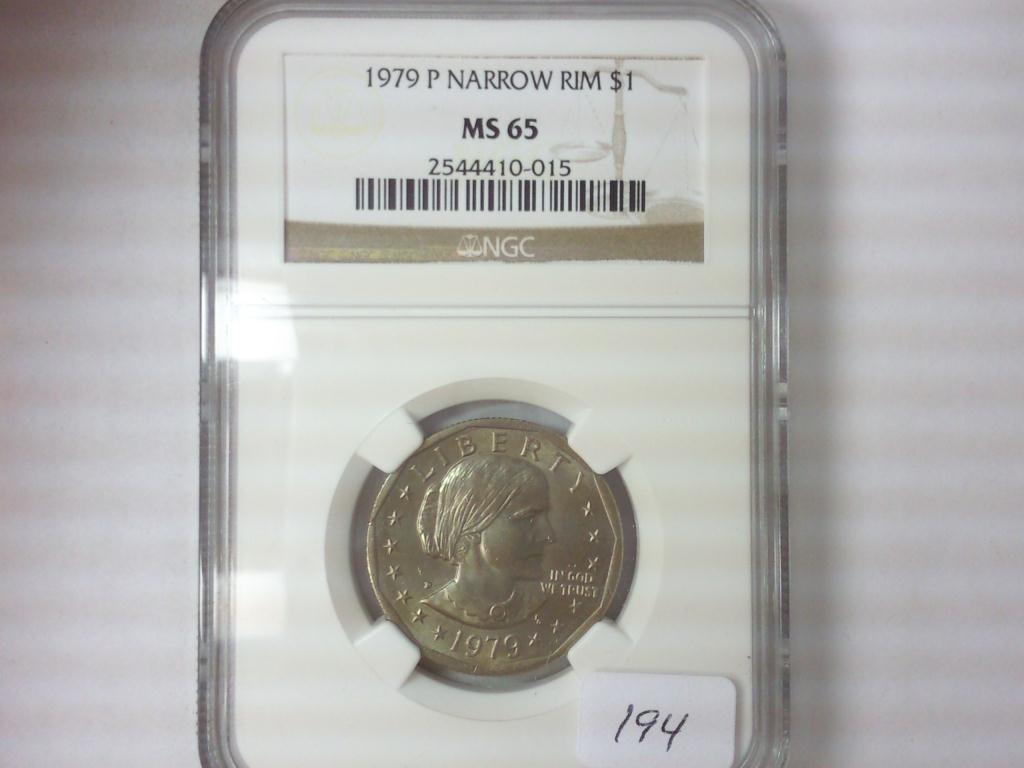 1979 P NARROW RIM $1
MS 65
2544410-015
NGC
LIBERTY
P
IN GOD
WE TRUST
1979
194